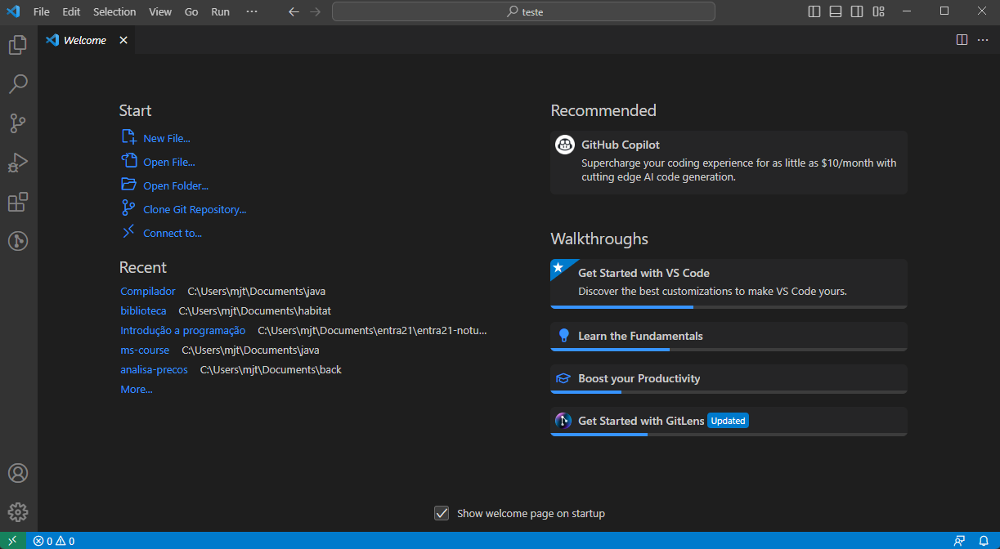 File Edit Selection View Go Run ··· teste
Welcome
Start
New File...
Open File...
Open Folder...
Clone Git Repository...
Connect to...
Recent
Compilador C:\Users\mjt\Documents\java
biblioteca C:\Users\mjt\Documents\habitat
Introdução a programação C:\Users\mjt\Documents\entra21\entra21-notu...
ms-course C:\Users\mjt\Documents\java
analisa-precos C:\Users\mjt\Documents\back
More...
Recommended
GitHub Copilot
Supercharge your coding experience for as little as $10/month with
cutting edge AI code generation.
Walkthroughs
Get Started with VS Code
Discover the best customizations to make VS Code yours.
Learn the Fundamentals
Boost your Productivity
Get Started with GitLens Updated
Show welcome page on startup
0 0